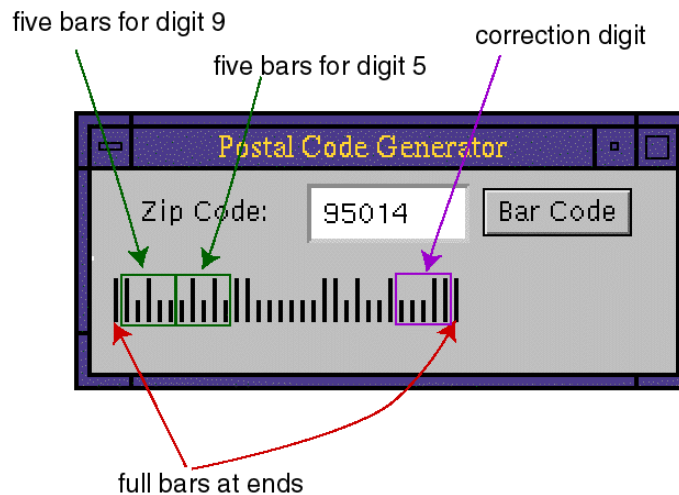 five bars for digit 9
correction digit
five bars for digit 5
Postal Code Generator
Zip Code: 95014 Bar Code
full bars at ends